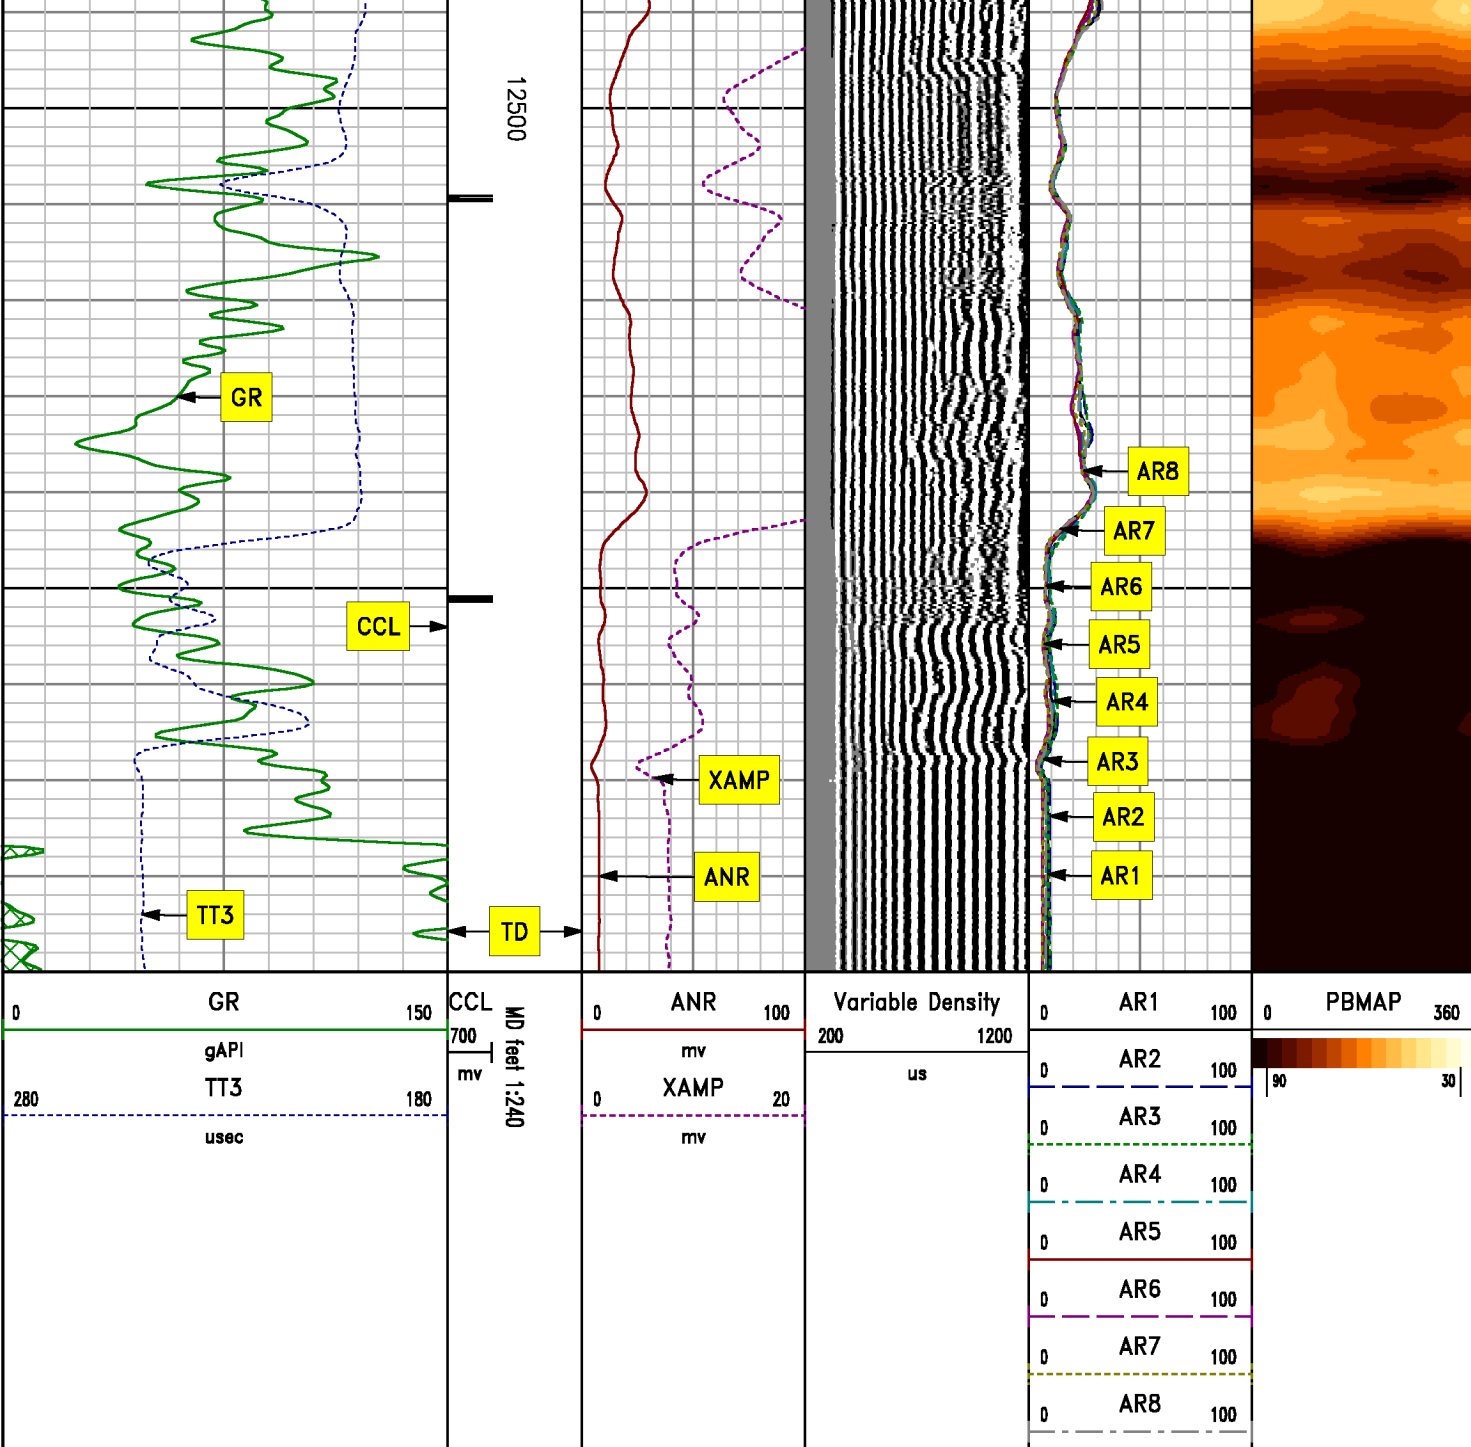 12500
GR
AR8
AR7
AR6
CCL
AR5
AR4
AR3
XAMP
AR2
AR1
ANR
TT3
TD
GR
0 150
gAPI
TT3
280 180
usec
CCL
700
mv
MD feet 1:240
ANR
0 100
mv
XAMP
0 20
mv
Variable Density
200 1200
us
AR1
0 100
AR2
0 100
AR3
0 100
AR4
0 100
AR5
0 100
AR6
0 100
AR7
0 100
AR8
0 100
PBMAP
0 360
90 30